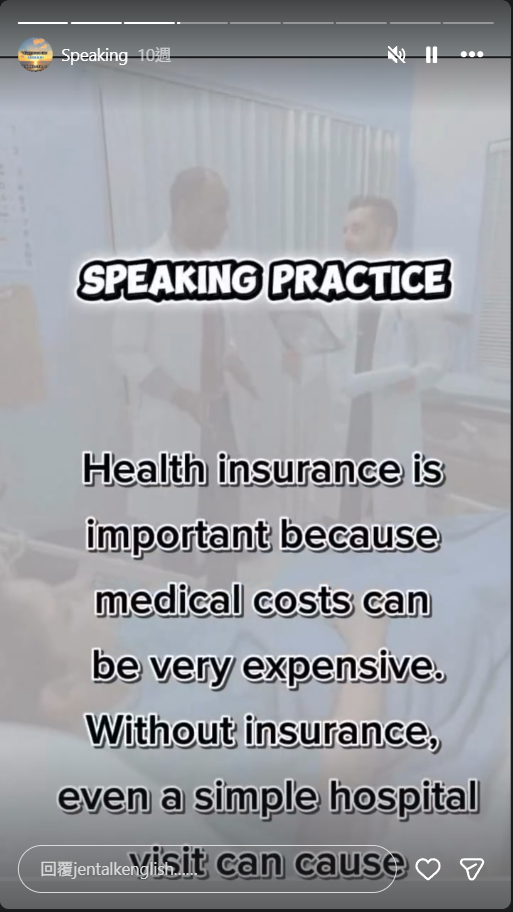 Speaking 10週
SPEAKING PRACTICE
Health insurance is
important because
medical costs can
be very expensive.
Without insurance,
even a simple hospital
visit can cause
回覆jentalkenglish......